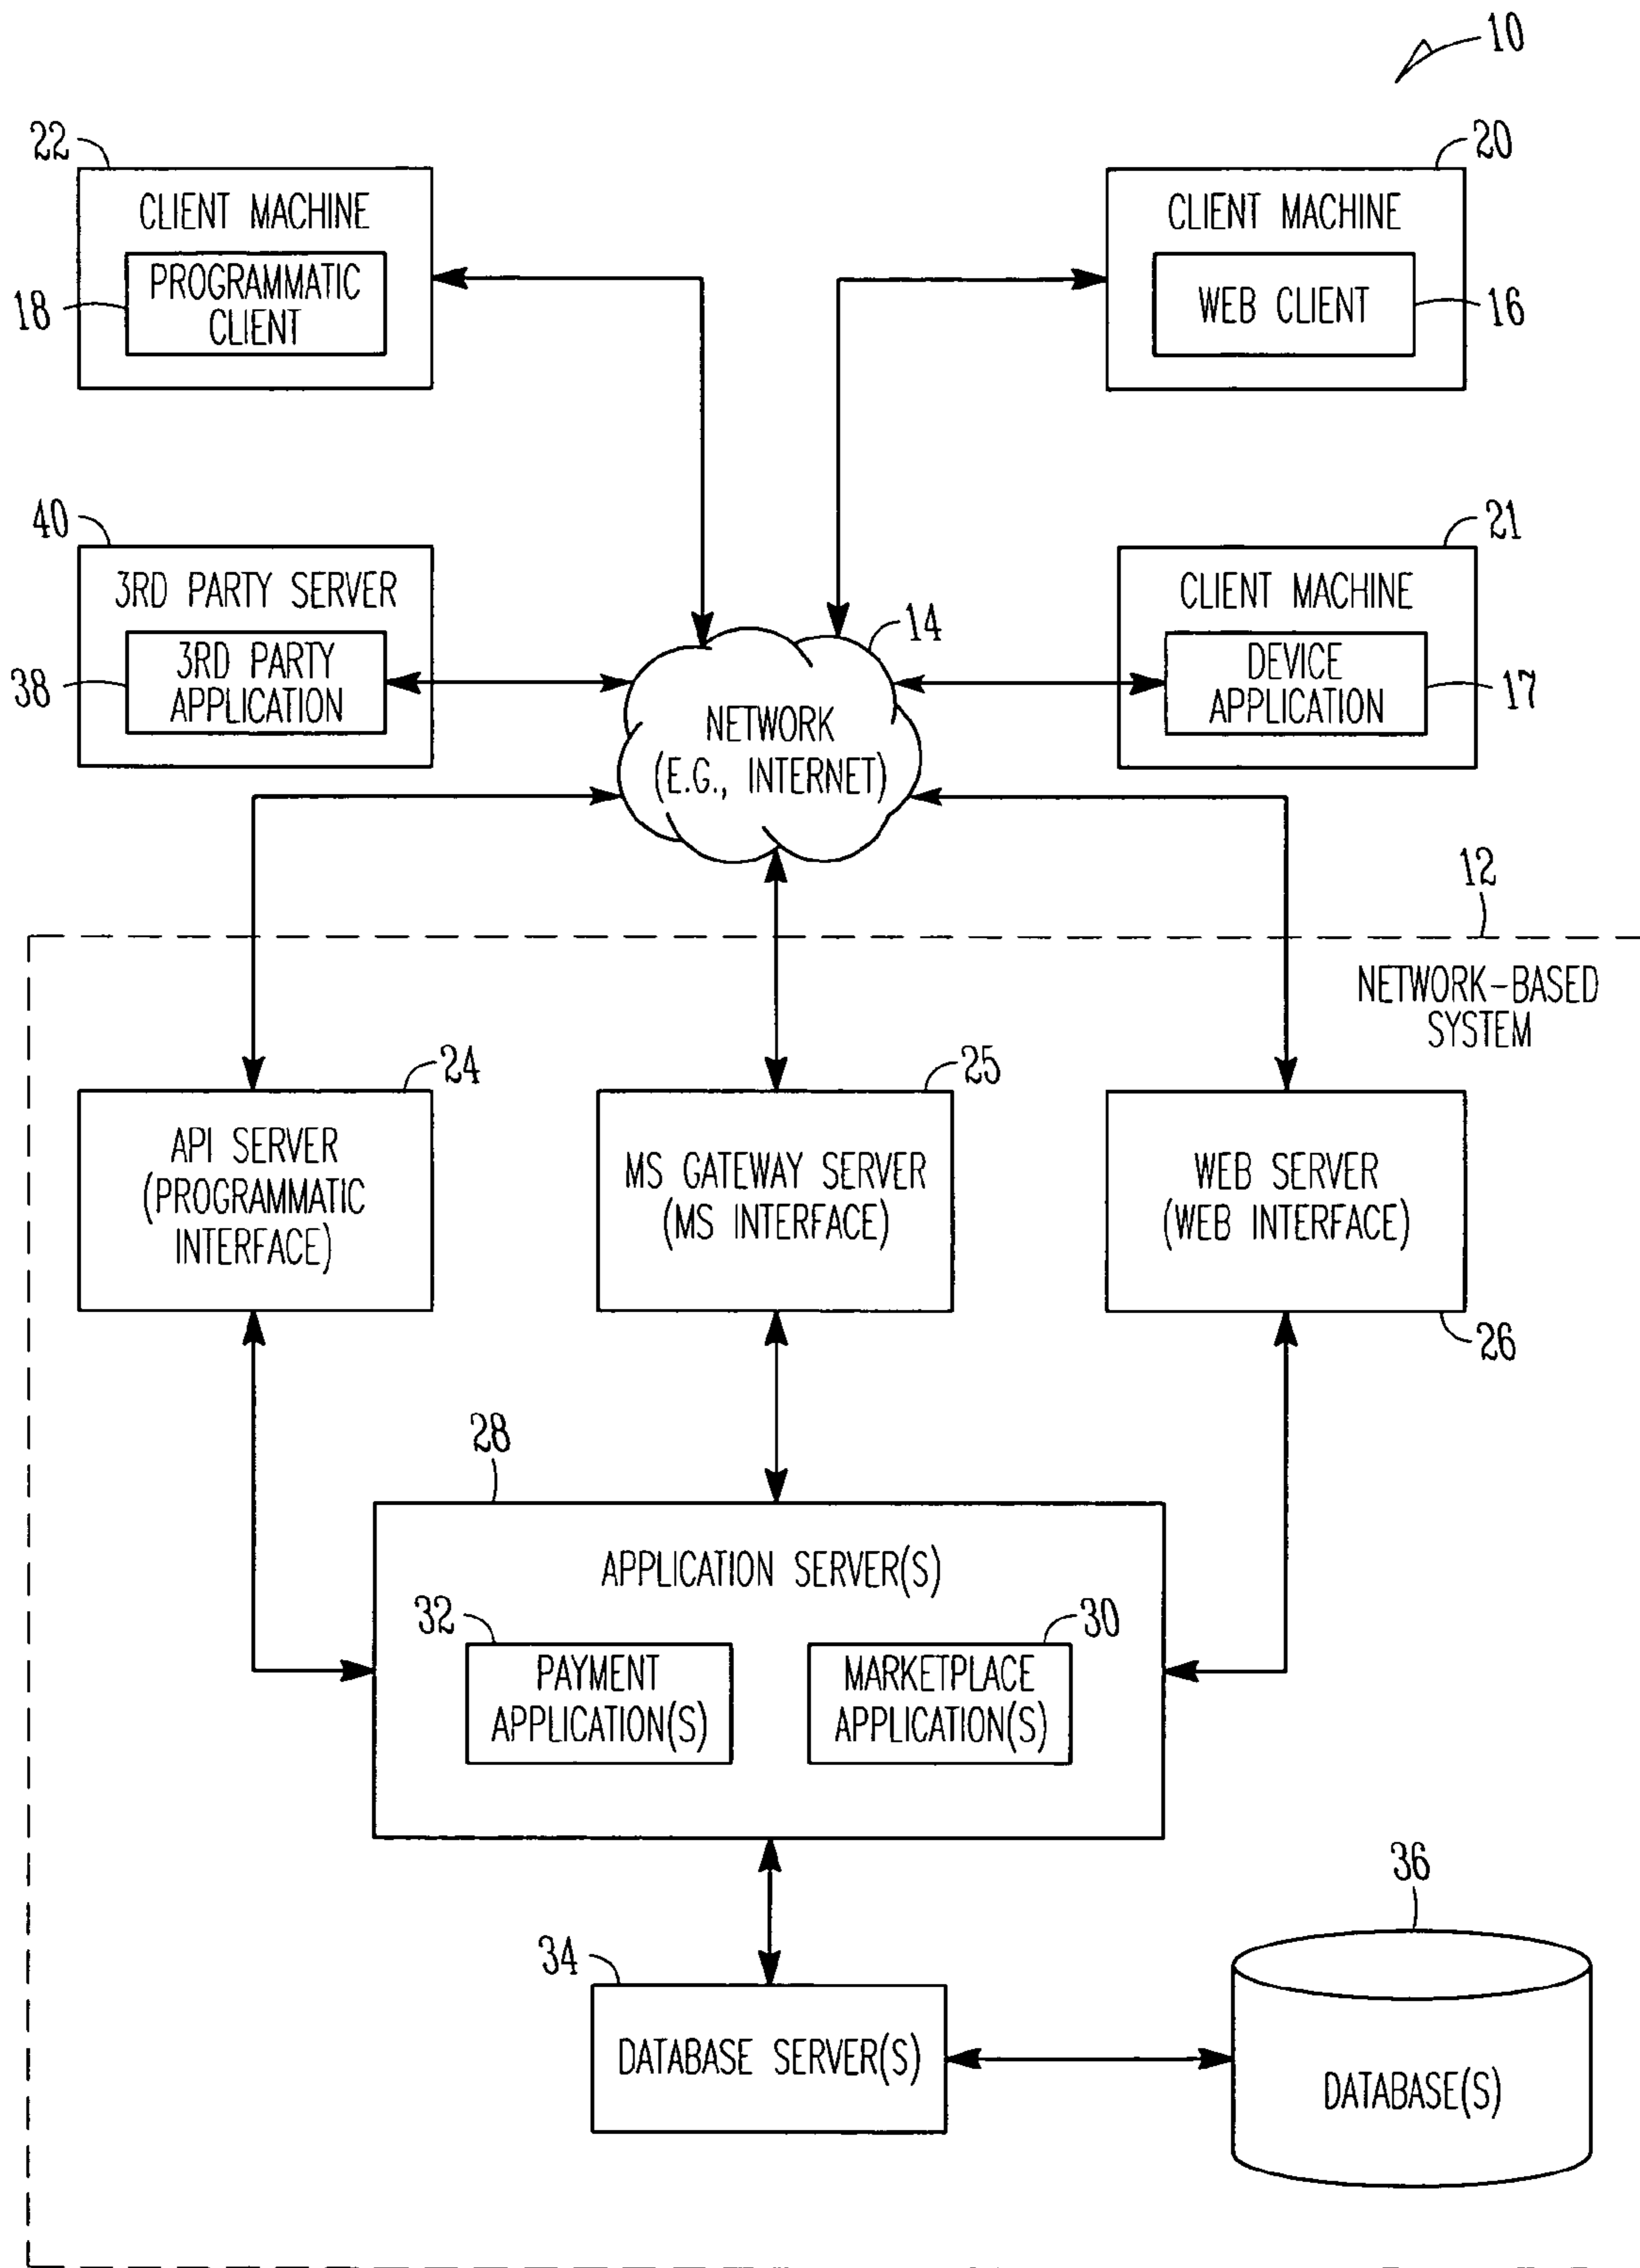 10
22
CLIENT MACHINE
PROGRAMMATIC
CLIENT
18
20
CLIENT MACHINE
WEB CLIENT
16
40
3RD PARTY SERVER
3RD PARTY
APPLICATION
38
21
CLIENT MACHINE
DEVICE
APPLICATION
17
14
NETWORK
(E.G., INTERNET)
12
NETWORK-BASED
SYSTEM
24
API SERVER
(PROGRAMMATIC
INTERFACE)
25
MS GATEWAY SERVER
(MS INTERFACE)
WEB SERVER
(WEB INTERFACE)
26
28
APPLICATION SERVER(S)
32
PAYMENT
APPLICATION(S)
30
MARKETPLACE
APPLICATION(S)
34
DATABASE SERVER(S)
36
DATABASE(S)